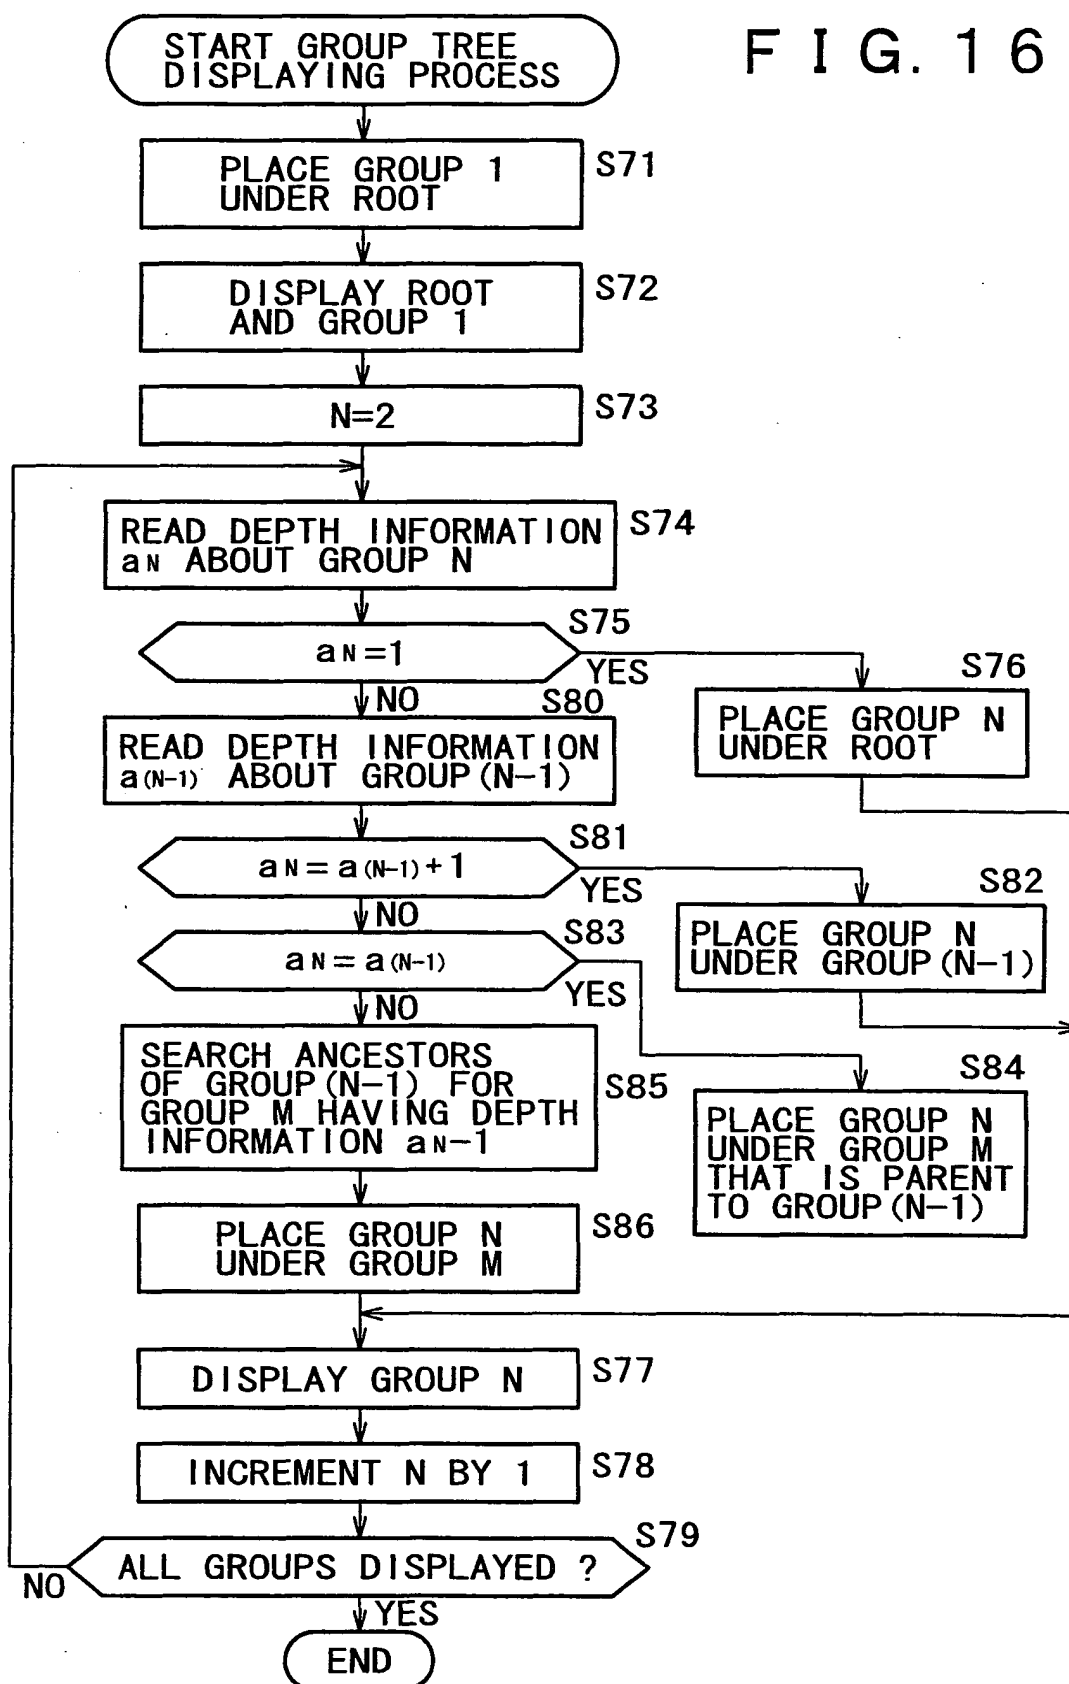 FIG. 16
START GROUP TREE
DISPLAYING PROCESS
PLACE GROUP 1
UNDER ROOT
S71
DISPLAY ROOT
AND GROUP 1
S72
N=2
S73
READ DEPTH INFORMATION
aN ABOUT GROUP N
S74
aN=1
S75
YES
NO
S76
PLACE GROUP N
UNDER ROOT
S80
READ DEPTH INFORMATION
a(N-1) ABOUT GROUP(N-1)
aN=a(N-1)+1
S81
YES
NO
S82
PLACE GROUP N
UNDER GROUP(N-1)
aN=a(N-1)
S83
YES
NO
S84
PLACE GROUP N
UNDER GROUP M
THAT IS PARENT
TO GROUP(N-1)
SEARCH ANCESTORS
OF GROUP(N-1) FOR
GROUP M HAVING DEPTH
INFORMATION aN-1
S85
PLACE GROUP N
UNDER GROUP M
S86
DISPLAY GROUP N
S77
INCREMENT N BY 1
S78
ALL GROUPS DISPLAYED ?
S79
NO
YES
END